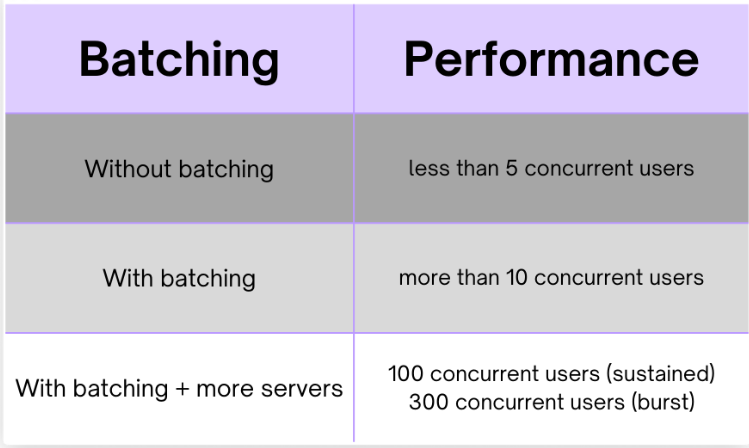 Batching
Performance
Without batching
less than 5 concurrent users
With batching
more than 10 concurrent users
With batching + more servers
100 concurrent users (sustained)
300 concurrent users (burst)